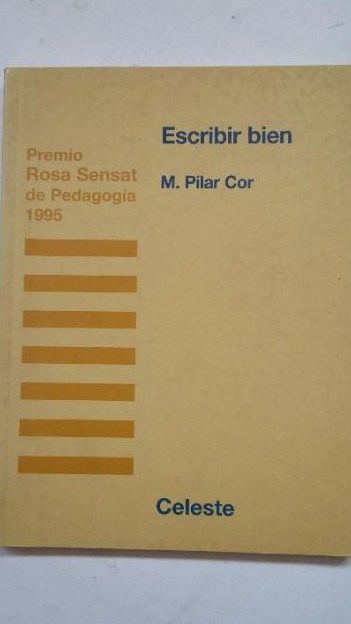 Escribir bien
M. Pilar Cor
Premio
Rosa Sensat
de Pedagogía
1995
Celeste